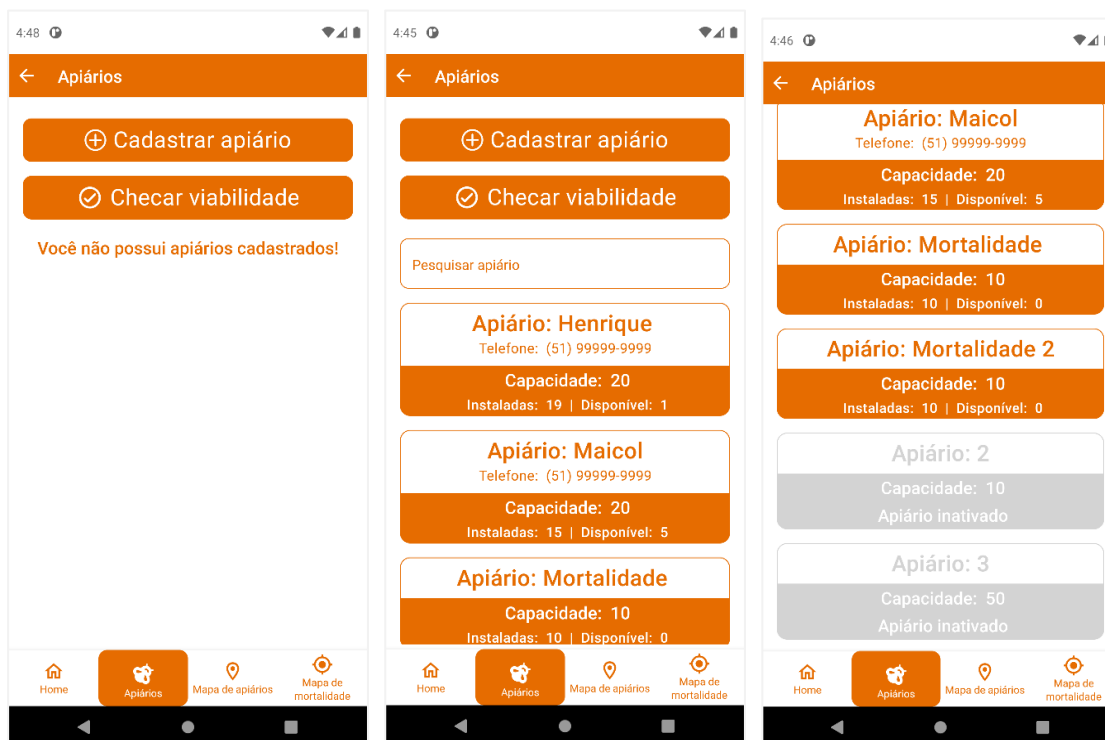 4:48
Apiários
Cadastrar apiário
Checar viabilidade
Você não possui apiários cadastrados!
Home
Apiários
Mapa de apiários
Mapa de
mortalidade
4:45
Apiários
Cadastrar apiário
Checar viabilidade
Pesquisar apiário
Apiário: Henrique
Telefone: (51) 99999-9999
Capacidade: 20
Instaladas: 19 | Disponível: 1
Apiário: Maicol
Telefone: (51) 99999-9999
Capacidade: 20
Instaladas: 15 | Disponível: 5
Apiário: Mortalidade
Capacidade: 10
Instaladas: 10 | Disponível: 0
Home
Apiários
Mapa de apiários
Mapa de
mortalidade
4:46
Apiários
Apiário: Maicol
Telefone: (51) 99999-9999
Capacidade: 20
Instaladas: 15 | Disponível: 5
Apiário: Mortalidade
Capacidade: 10
Instaladas: 10 | Disponível: 0
Apiário: Mortalidade 2
Capacidade: 10
Instaladas: 10 | Disponível: 0
Apiário: 2
Capacidade: 10
Apiário inativado
Apiário: 3
Capacidade: 50
Apiário inativado
Home
Apiários
Mapa de apiários
Mapa de
mortalidade